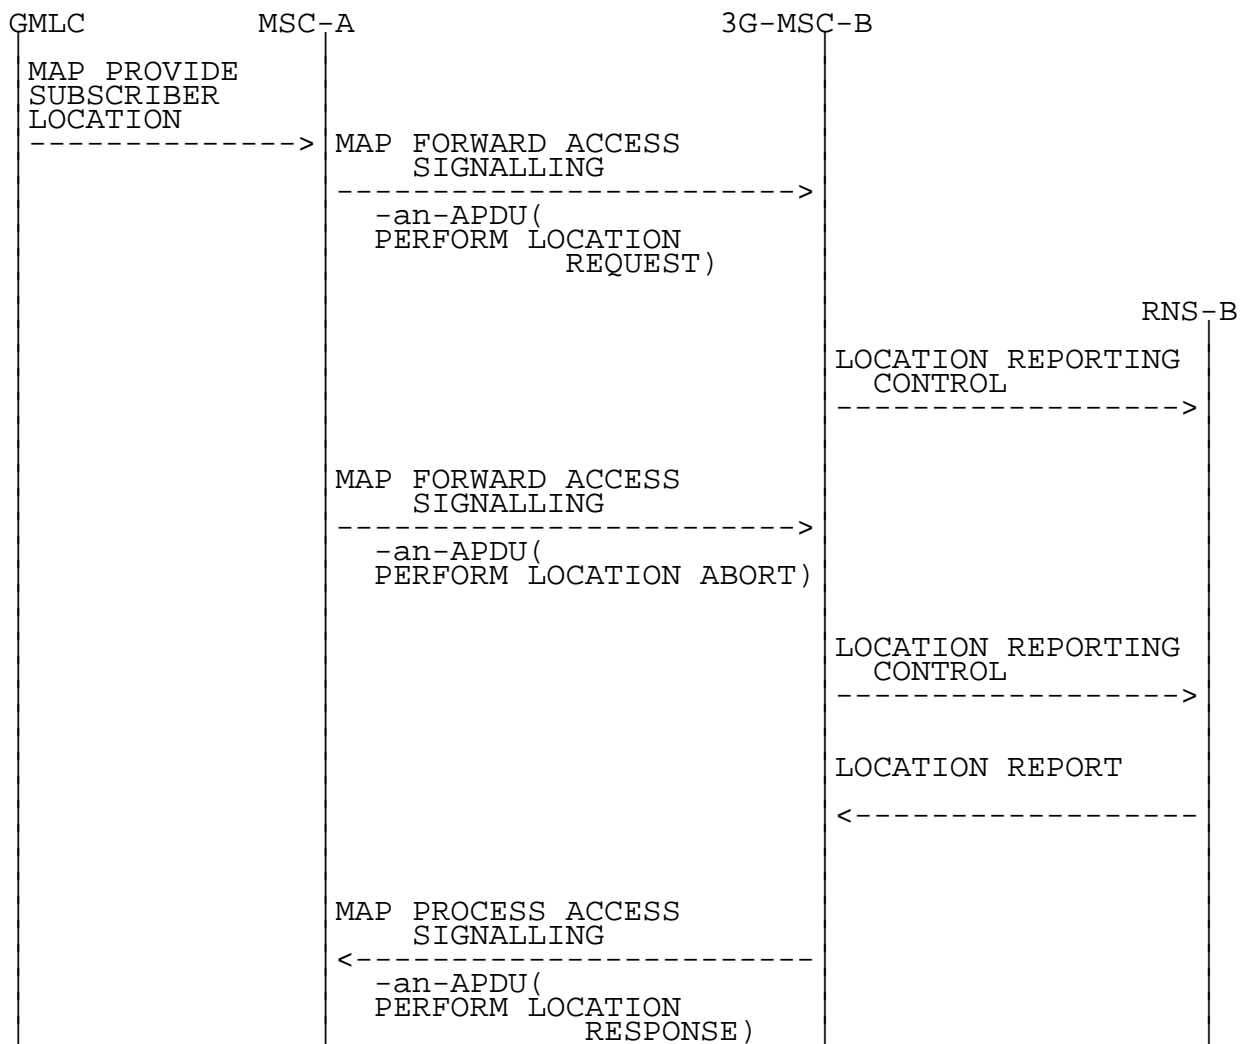 GMLC MSC-A 3G-MSC-B
MAP PROVIDE
SUBSCRIBER
LOCATION
--------------> MAP FORWARD ACCESS
SIGNALLING
------------------------>
-an-APDU(
PERFORM LOCATION
REQUEST)
RNS-B
LOCATION REPORTING
CONTROL
------------------>
MAP FORWARD ACCESS
SIGNALLING
------------------------>
-an-APDU(
PERFORM LOCATION ABORT)
LOCATION REPORTING
CONTROL
------------------>
LOCATION REPORT
<------------------
MAP PROCESS ACCESS
SIGNALLING
<------------------------
-an-APDU(
PERFORM LOCATION
RESPONSE)